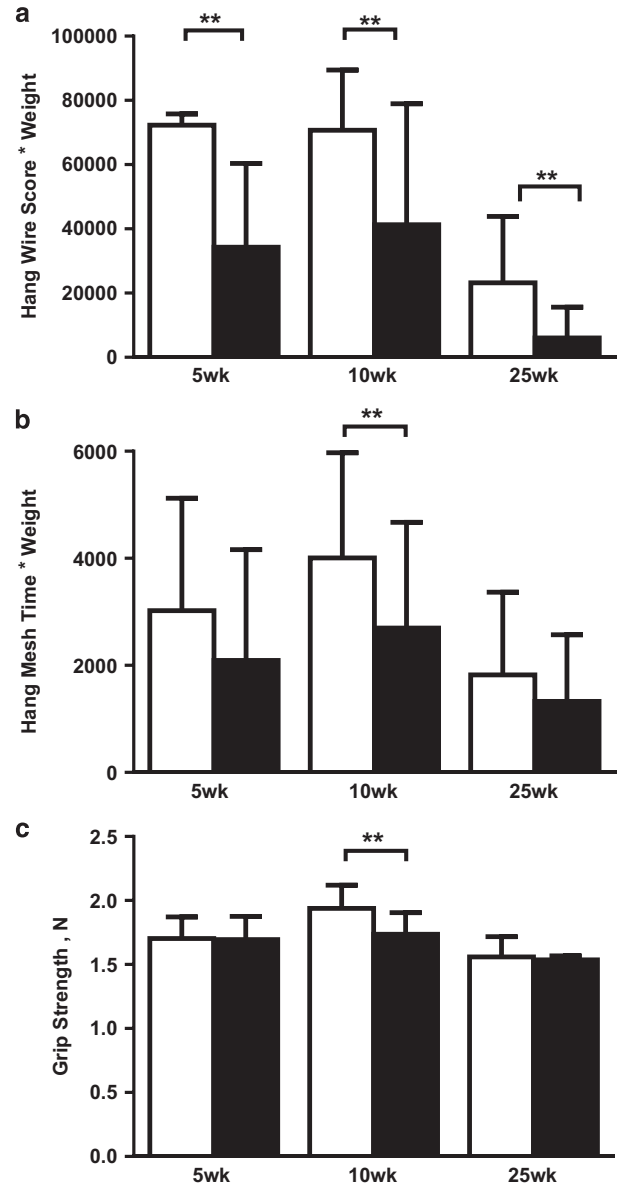 a
**
**
**
Hang Wire Score * Weight
100000
80000
60000
40000
20000
0
5wk
10wk
25wk
b
**
Hang Mesh Time * Weight
6000
4000
2000
0
5wk
10wk
25wk
c
**
Grip Strength , N
2.5
2.0
1.5
1.0
0.5
0.0
5wk
10wk
25wk